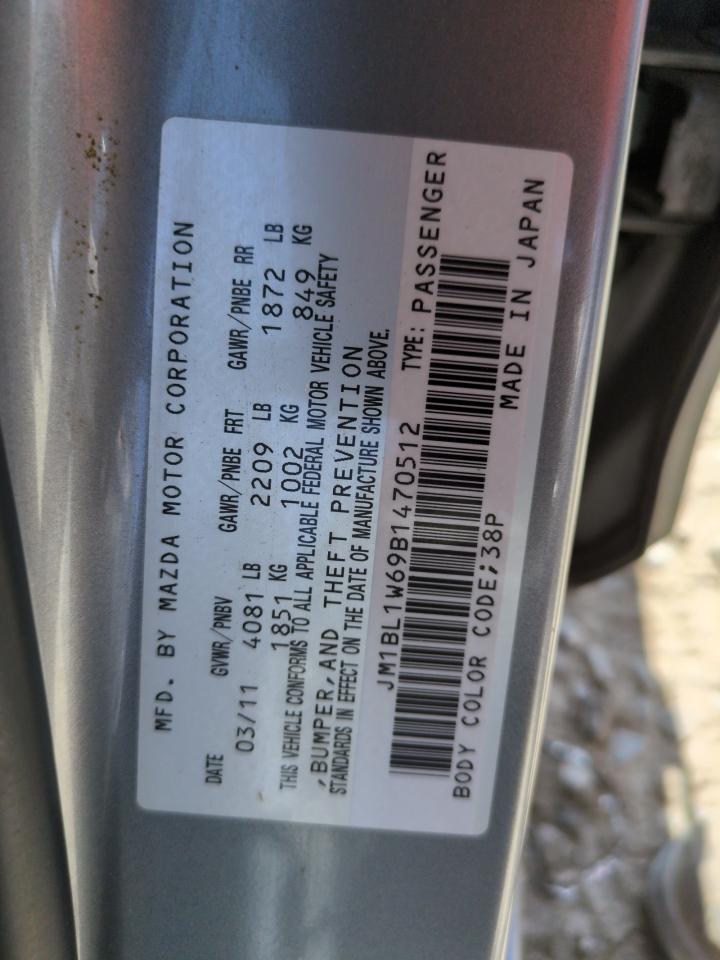 MFD. BY MAZDA MOTOR CORPORATION
DATE GVWR/PNBV GAWR/PNBE FRT GAWR/PNBE RR
03/11 4081 LB 2209 LB 1872 LB
1851 KG 1002 KG 849 KG
THIS VEHICLE CONFORMS TO ALL APPLICABLE FEDERAL MOTOR VEHICLE SAFETY
,BUMPER,AND THEFT PREVENTION
STANDARDS IN EFFECT ON THE DATE OF MANUFACTURE SHOWN ABOVE.
JM1BL1W69B1470512 TYPE: PASSENGER
BODY COLOR CODE;38P MADE IN JAPAN